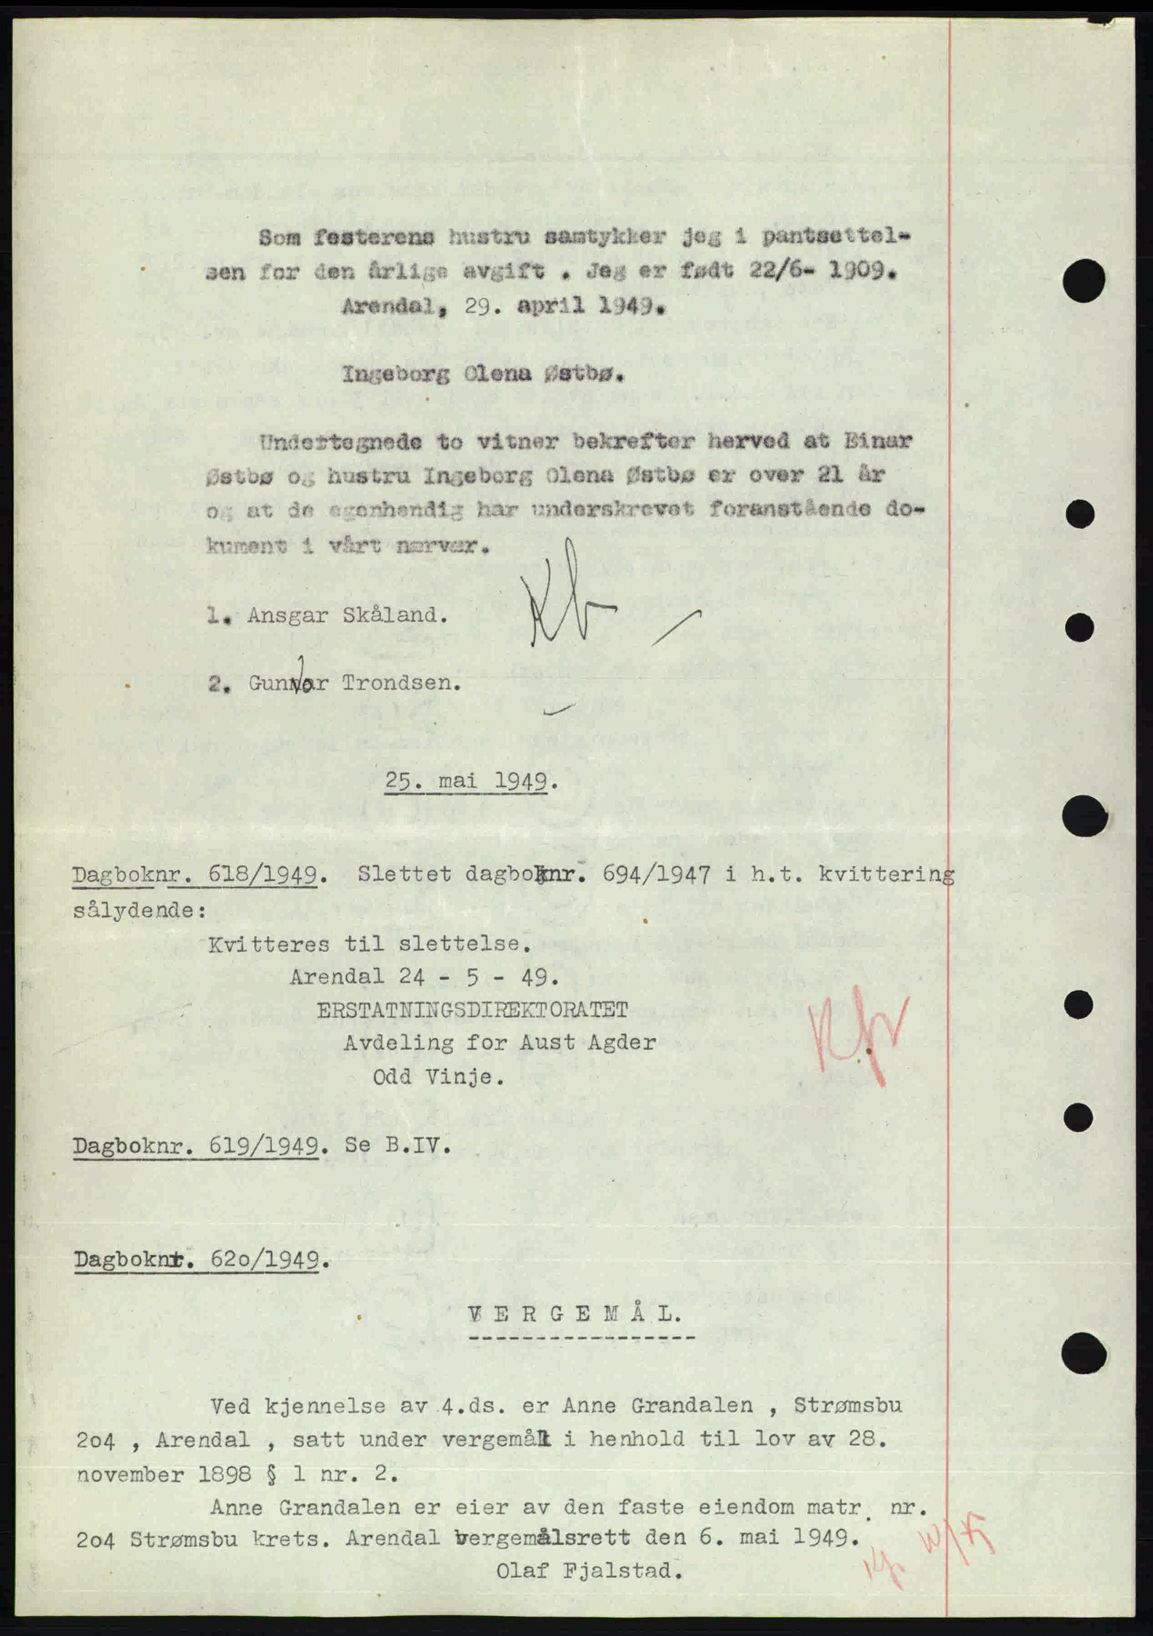 Som festerens hustru samtykker jeg i pantsettel-
sen for den årlige avgift . Jeg er født 22/6- 1909.
Arendal, 29. april 1949.
Ingeborg Olena Østbø.
Undertegnede to vitner bekrefter herved at Einar
Østbø og hustru Ingeborg Olena Østbø er over 21 år
og at de egenhendig har underskrevet foranstående do-
kument i vårt nærvær.
Kb
1. Ansgar Skåland.
2. Gunnar Trondsen.
25. mai 1949.
Dagboknr. 618/1949. Slettet dagboknr. 694/1947 i h.t. kvittering
sålydende:
Kvitteres til slettelse.
Arendal 24 - 5 - 49.
ERSTATNINGSDIREKTORATET
Avdeling for Aust Agder
Odd Vinje.
Dagboknr. 619/1949. Se B.IV.
Dagboknr. 62o/1949.
V E R G E M Å L.
-----------------
Ved kjennelse av 4.ds. er Anne Grandalen , Strømsbu
2o4 , Arendal , satt under vergemål i henhold til lov av 28.
november 1898 § 1 nr. 2.
Anne Grandalen er eier av den faste eiendom matr. nr.
2o4 Strømsbu krets. Arendal vergemålsrett den 6. mai 1949.
Olaf Fjalstad.